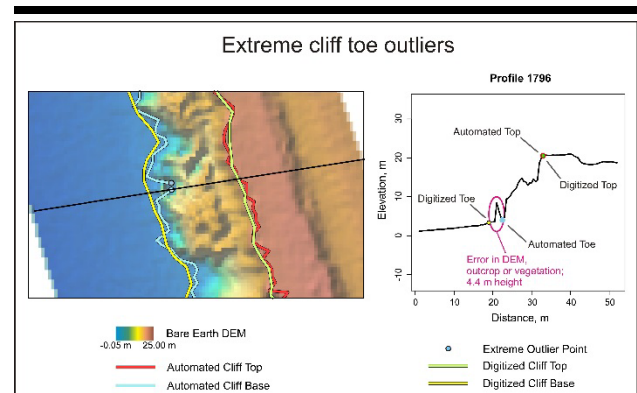 Extreme cliff toe outliers
Profile 1796
Elevation, m
30
20
10
0
-10
Automated Top
Digitized Top
Digitized Toe
Automated Toe
Error in DEM,
outcrop or vegetation;
4.4 m height
0 10 20 30 40 50
Distance, m
Bare Earth DEM
-0.05 m 25.00 m
Automated Cliff Top
Automated Cliff Base
Extreme Outlier Point
Digitized Cliff Top
Digitized Cliff Base